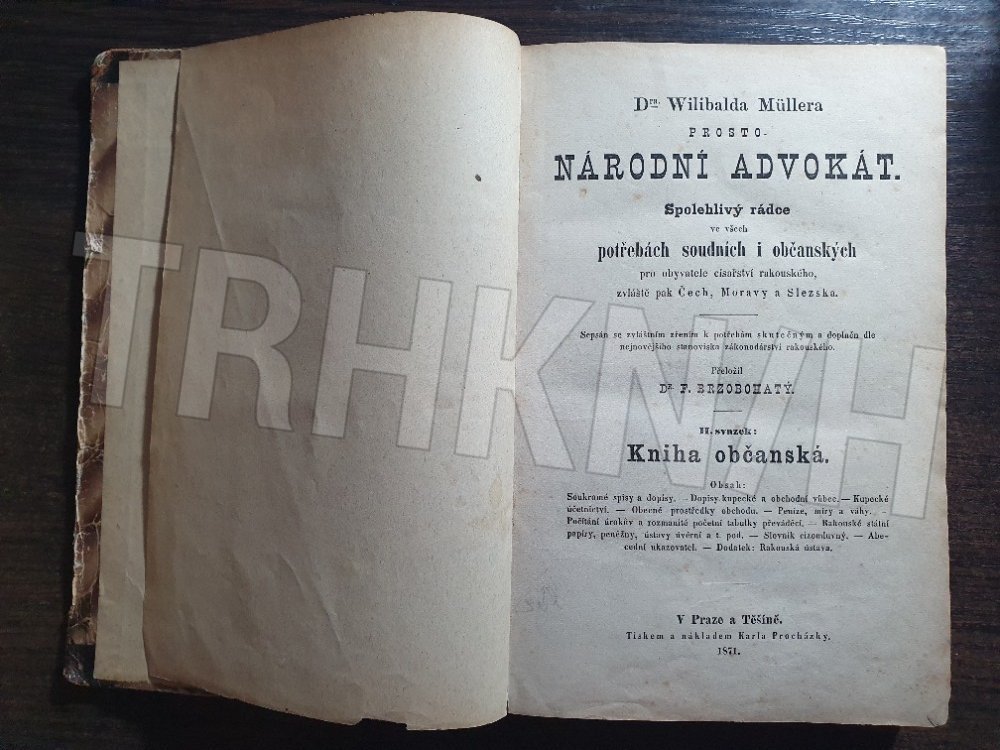 Dra. Wilibalda Müllera
PROSTO-
NÁRODNÍ ADVOKÁT.
Spolehlivý rádce
ve všech
potřebách soudních i občanských
pro obyvatele císařství rakouského,
zvláště pak Čech, Moravy a Slezska.
Sepsán se zvláštním zřením k potřebám skutečným a doplněn dle
nejnovějšího stanoviska zákonodárství rakouského.
Přeložil
Dr. F. BRZOBOHATÝ.
II. svazek:
Kniha občanská.
Obsah:
Soukromé spisy a dopisy. — Dopisy kupecké a obchodní vůbec. — Kupecké
účetnictví. — Obecné prostředky obchodu. — Peníze, míry a váhy. —
Počítání úroků a rozmanité početní tabulky převáděcí. — Rakouské státní
papíry, peněžny, ústavy úvěrní a t. pod. — Slovník cizomluvný. — Abe-
cední ukazovatel. — Dodatek: Rakouská ústava.
V Praze a Těšíně.
Tiskem a nákladem Karla Procházky.
1871.
TRHKNIH